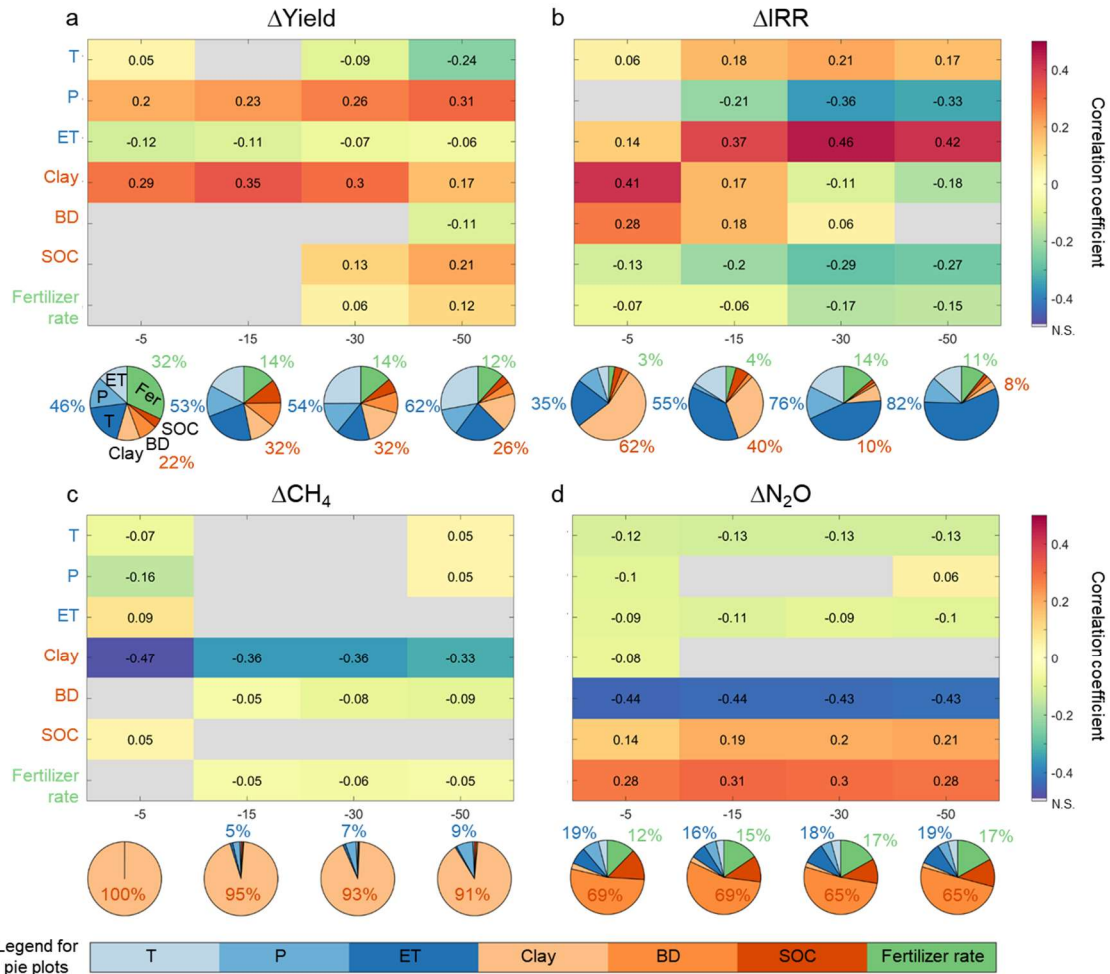 a ΔYield
b ΔIRR
T 0.05 -0.09 -0.24
0.06 0.18 0.21 0.17
P 0.2 0.23 0.26 0.31
-0.21 -0.36 -0.33
ET -0.12 -0.11 -0.07 -0.06
0.14 0.37 0.46 0.42
Clay 0.29 0.35 0.3 0.17
0.41 0.17 -0.11 -0.18
BD -0.11
0.28 0.18 0.06
SOC 0.13 0.21
-0.13 -0.2 -0.29 -0.27
Fertilizer
rate
0.06 0.12
-0.07 -0.06 -0.17 -0.15
-5 -15 -30 -50
-5 -15 -30 -50
0.4
0.2
0
-0.2
-0.4
N.S.
Correlation coefficient
32% 14% 14% 12%
46% 53% 54% 62%
ET Fer
P
T SOC
BD
Clay
22% 32% 32% 26%
3% 4% 14% 11%
35% 55% 76% 82% 8%
62% 40% 10%
c ΔCH4
d ΔN2O
T -0.07 0.05
-0.12 -0.13 -0.13 -0.13
P -0.16 0.05
-0.1 0.06
ET 0.09
-0.09 -0.11 -0.09 -0.1
Clay -0.47 -0.36 -0.36 -0.33
-0.08
BD -0.05 -0.08 -0.09
-0.44 -0.44 -0.43 -0.43
SOC 0.05
0.14 0.19 0.2 0.21
Fertilizer
rate
-0.05 -0.06 -0.05
0.28 0.31 0.3 0.28
-5 -15 -30 -50
-5 -15 -30 -50
0.4
0.2
0
-0.2
-0.4
N.S.
Correlation coefficient
5% 7% 9%
100% 95% 93% 91%
19% 12% 16% 15% 18% 17% 19% 17%
69% 69% 65% 65%
Legend for
pie plots
T P ET Clay BD SOC Fertilizer rate